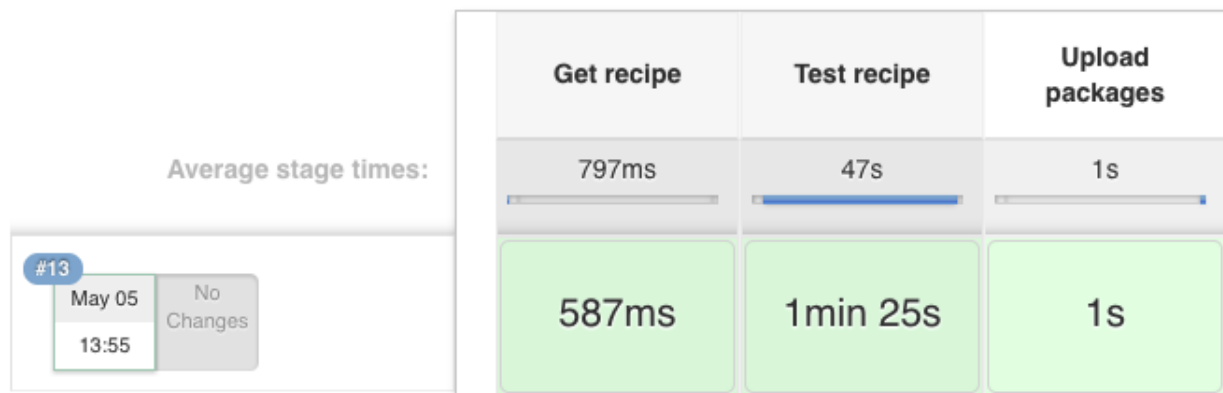 Get recipe
Test recipe
Upload
packages
Average stage times:
797ms
47s
1s
#13
May 05
13:55
No
Changes
587ms
1min 25s
1s